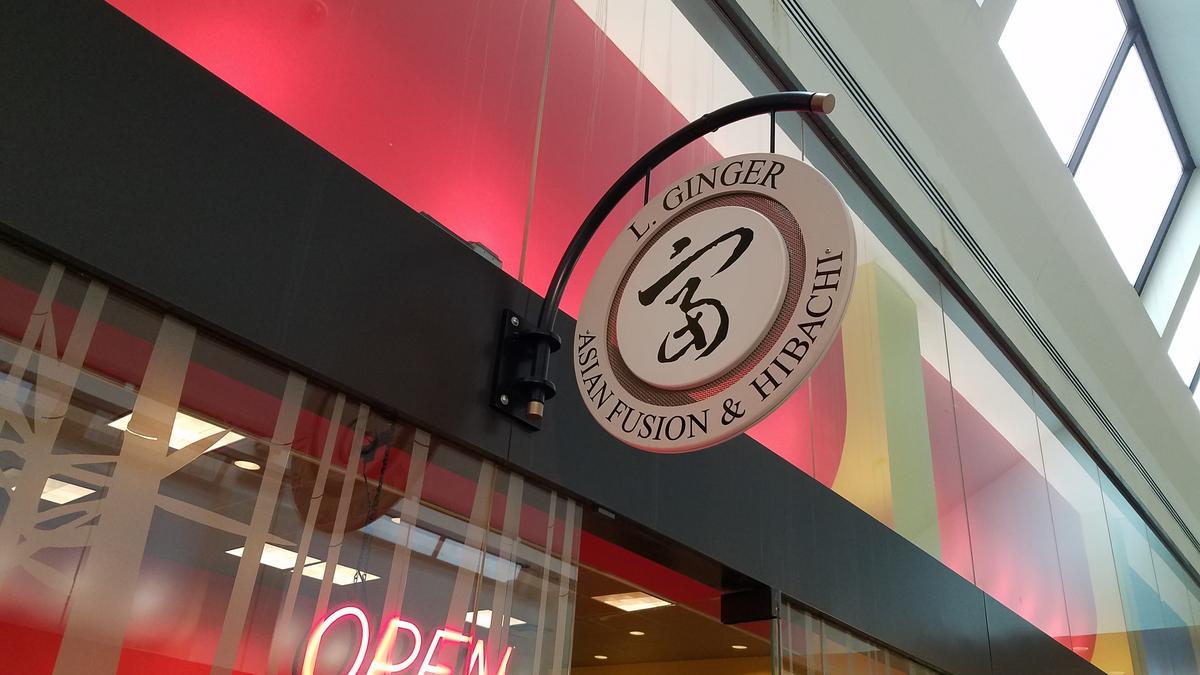 L. GINGER
富
·ASIAN FUSION & HIBACHI·
OPEN